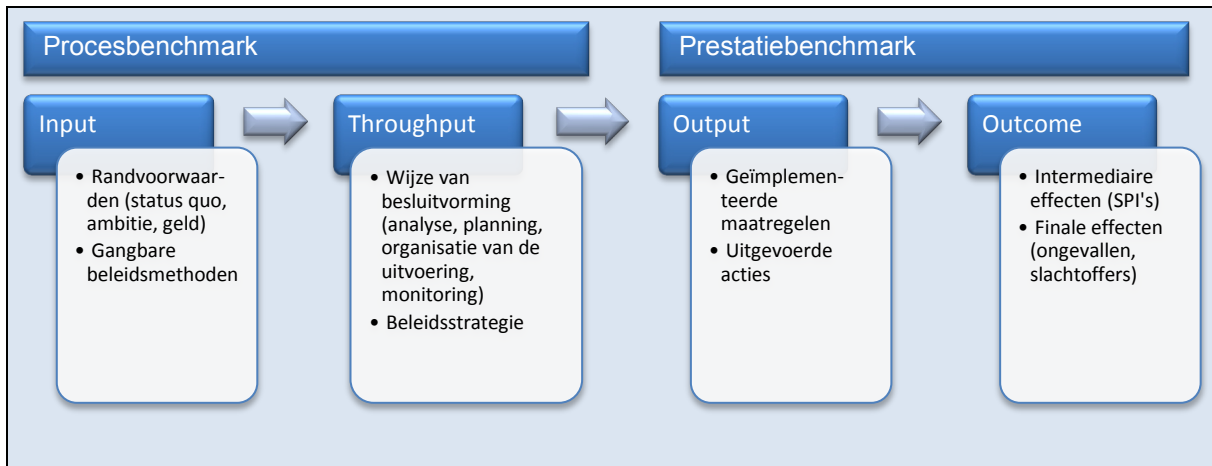 Procesbenchmark
Prestatiebenchmark
Input
• Randvoorwaar-
den (status quo,
ambitie, geld)
• Gangbare
beleidsmethoden
Throughput
• Wijze van
besluitvorming
(analyse, planning,
organisatie van de
uitvoering,
monitoring)
• Beleidsstrategie
Output
• Geïmplemen-
teerde
maatregelen
• Uitgevoerde
acties
Outcome
• Intermediaire
effecten (SPI's)
• Finale effecten
(ongevallen,
slachtoffers)